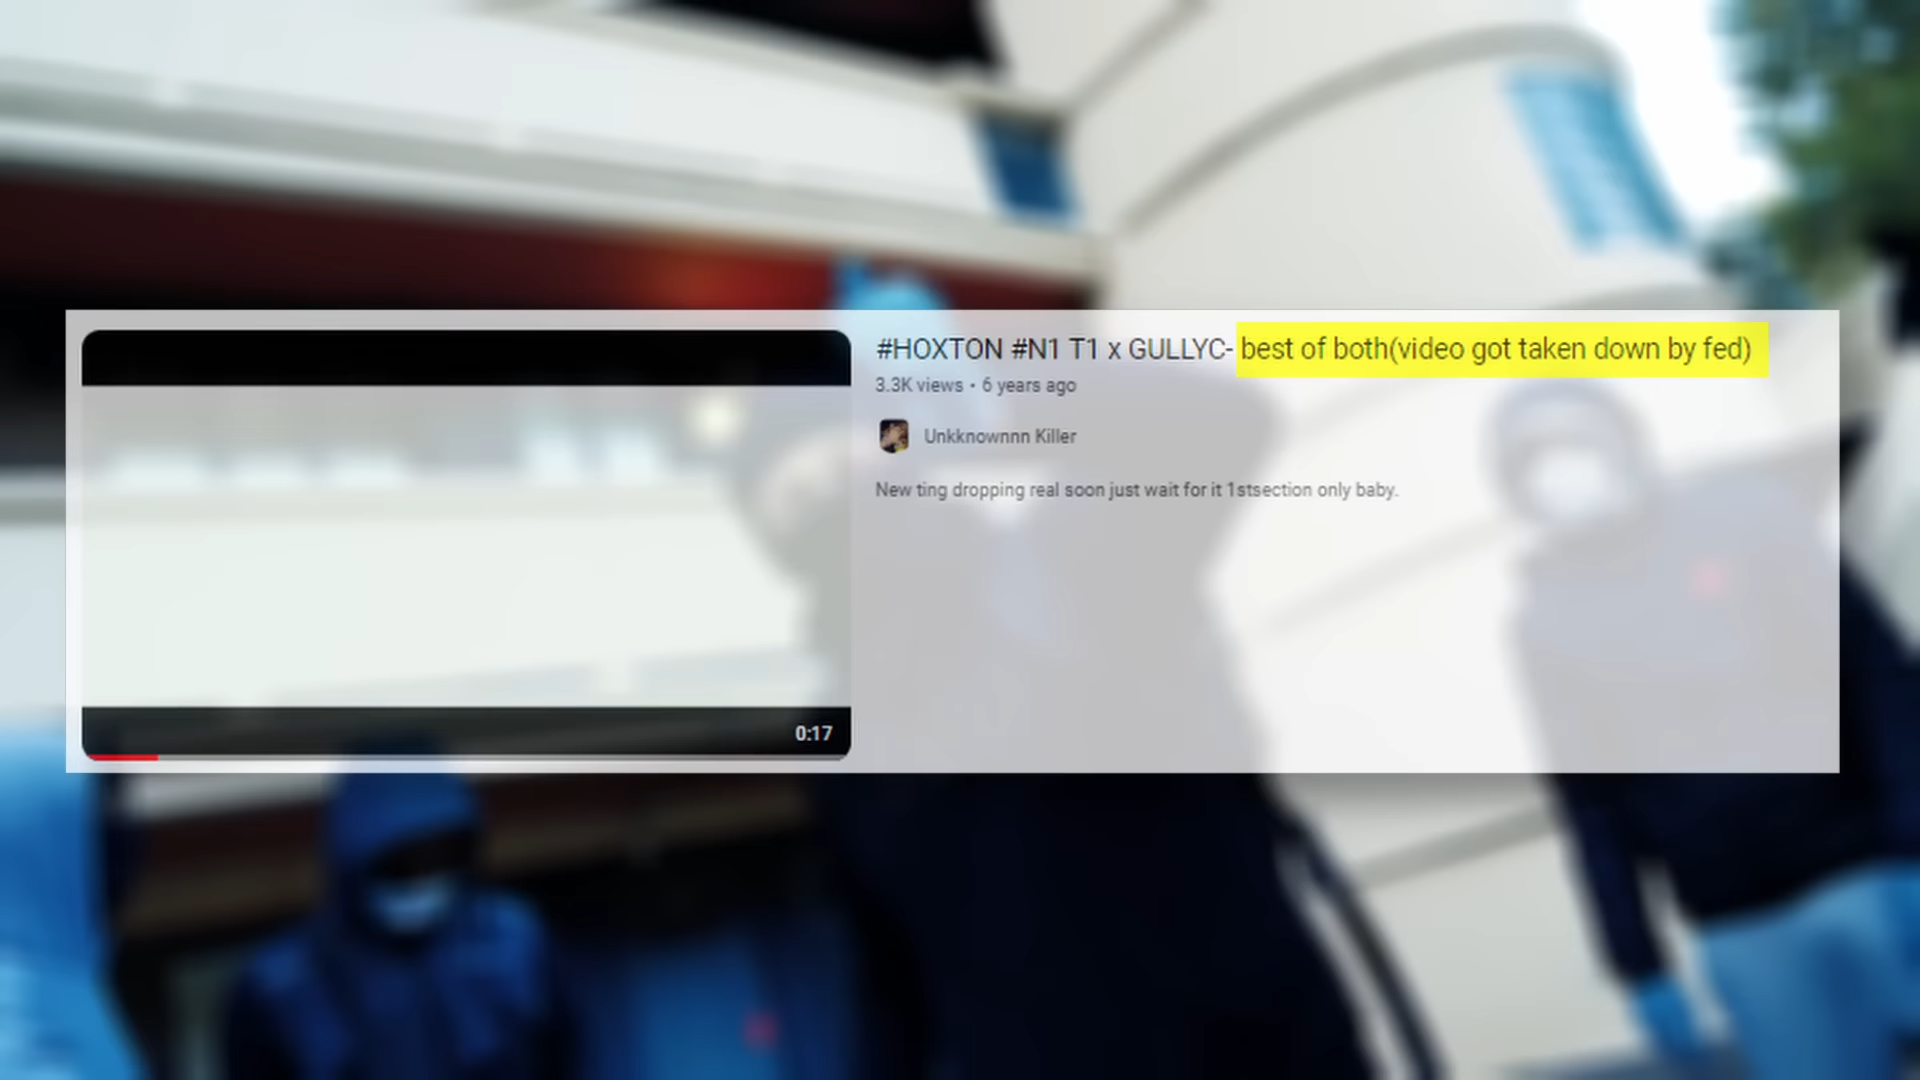 #HOXTON #N1 T1 x GULLYC- best of both(video got taken down by fed)
3.3K views • 6 years ago
Unkknownnn Killer
New ting dropping real soon just wait for it 1stsection only baby.
0:17